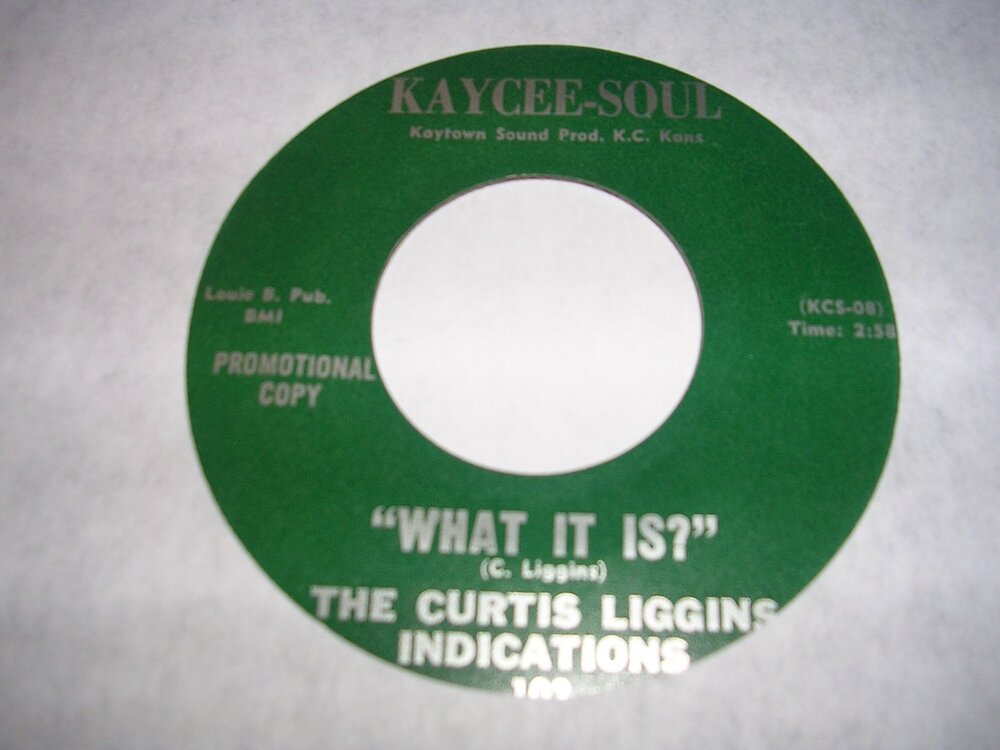 KAYCEE-SOUL
Kaytown Sound Prod. K.C. Kans
Louie B. Pub.
BMI
(KCS-08)
Time: 2:58
PROMOTIONAL
COPY
"WHAT IT IS?"
(C. Liggins)
THE CURTIS LIGGINS
INDICATIONS